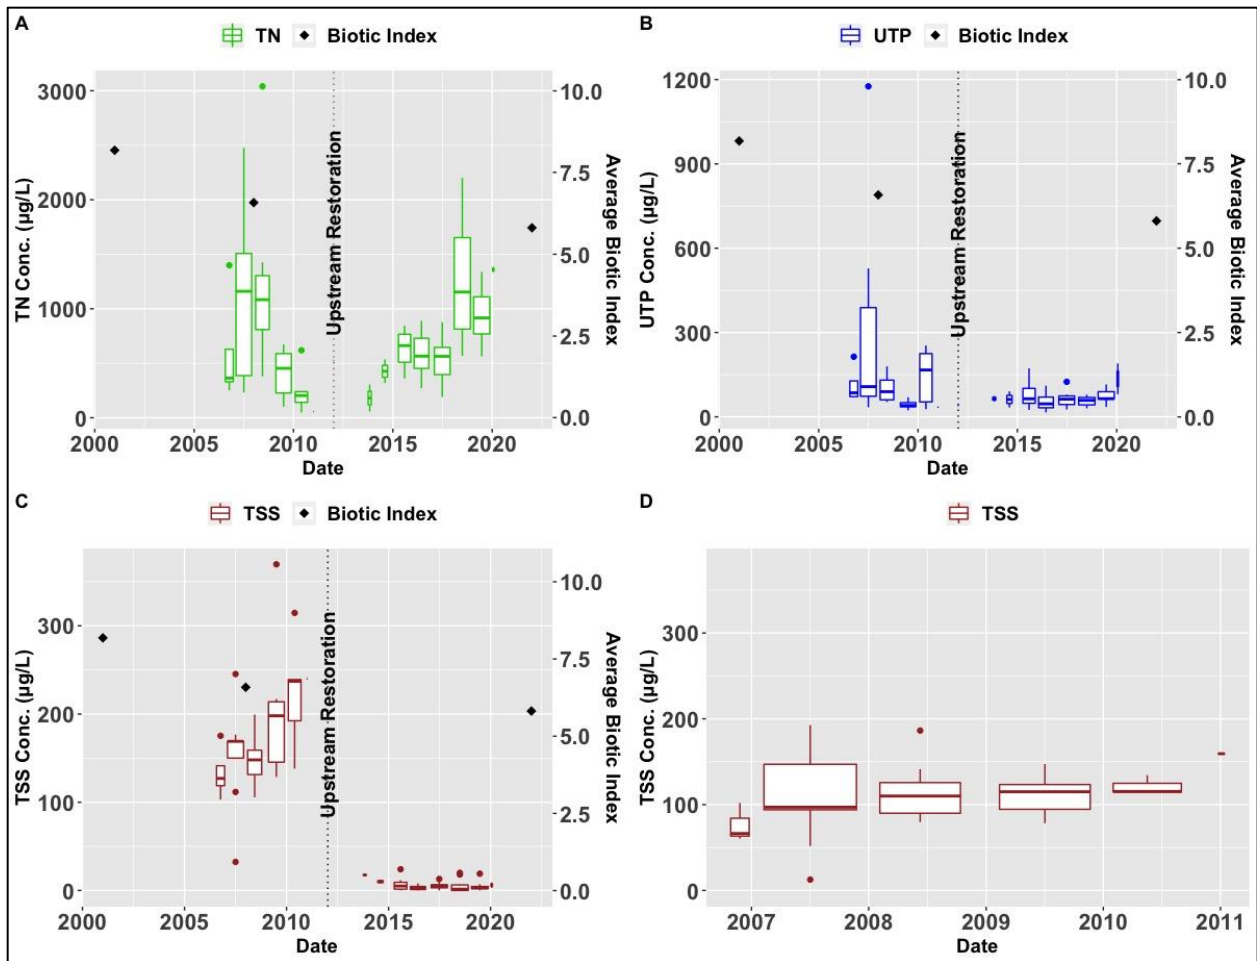 A
TN Biotic Index
3000
2000
1000
0
TN Conc. (µg/L)
10.0
7.5
5.0
2.5
0.0
Average Biotic Index
Upstream Restoration
2000 2005 2010 2015 2020
Date
B
UTP Biotic Index
1200
900
600
300
0
UTP Conc. (µg/L)
10.0
7.5
5.0
2.5
0.0
Average Biotic Index
Upstream Restoration
2000 2005 2010 2015 2020
Date
C
TSS Biotic Index
300
200
100
0
TSS Conc. (µg/L)
10.0
7.5
5.0
2.5
0.0
Average Biotic Index
Upstream Restoration
2000 2005 2010 2015 2020
Date
D
TSS
300
200
100
0
TSS Conc. (µg/L)
2007 2008 2009 2010 2011
Date